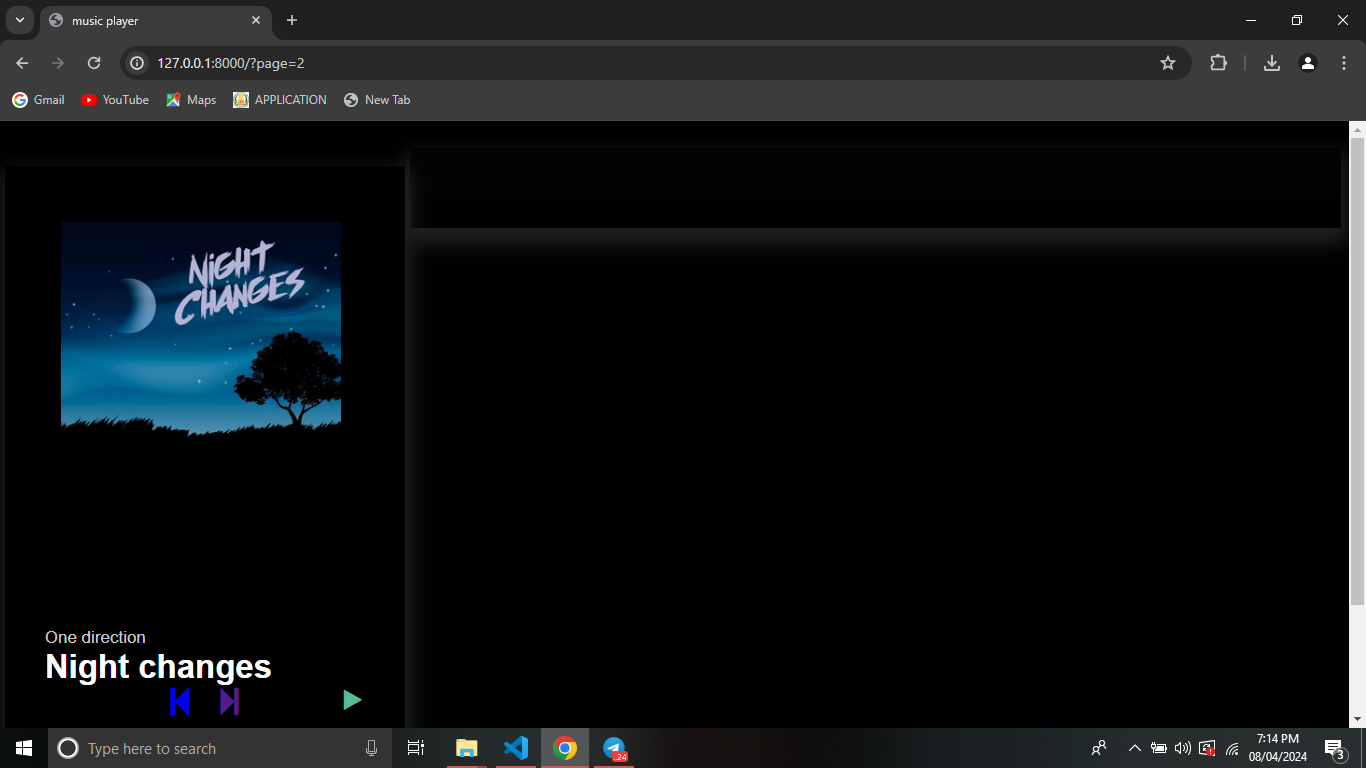 music player
127.0.0.1:8000/?page=2
Gmail
YouTube
Maps
APPLICATION
New Tab
NIGHT
CHANGES
One direction
Night changes
Type here to search
24
7:14 PM
08/04/2024
3